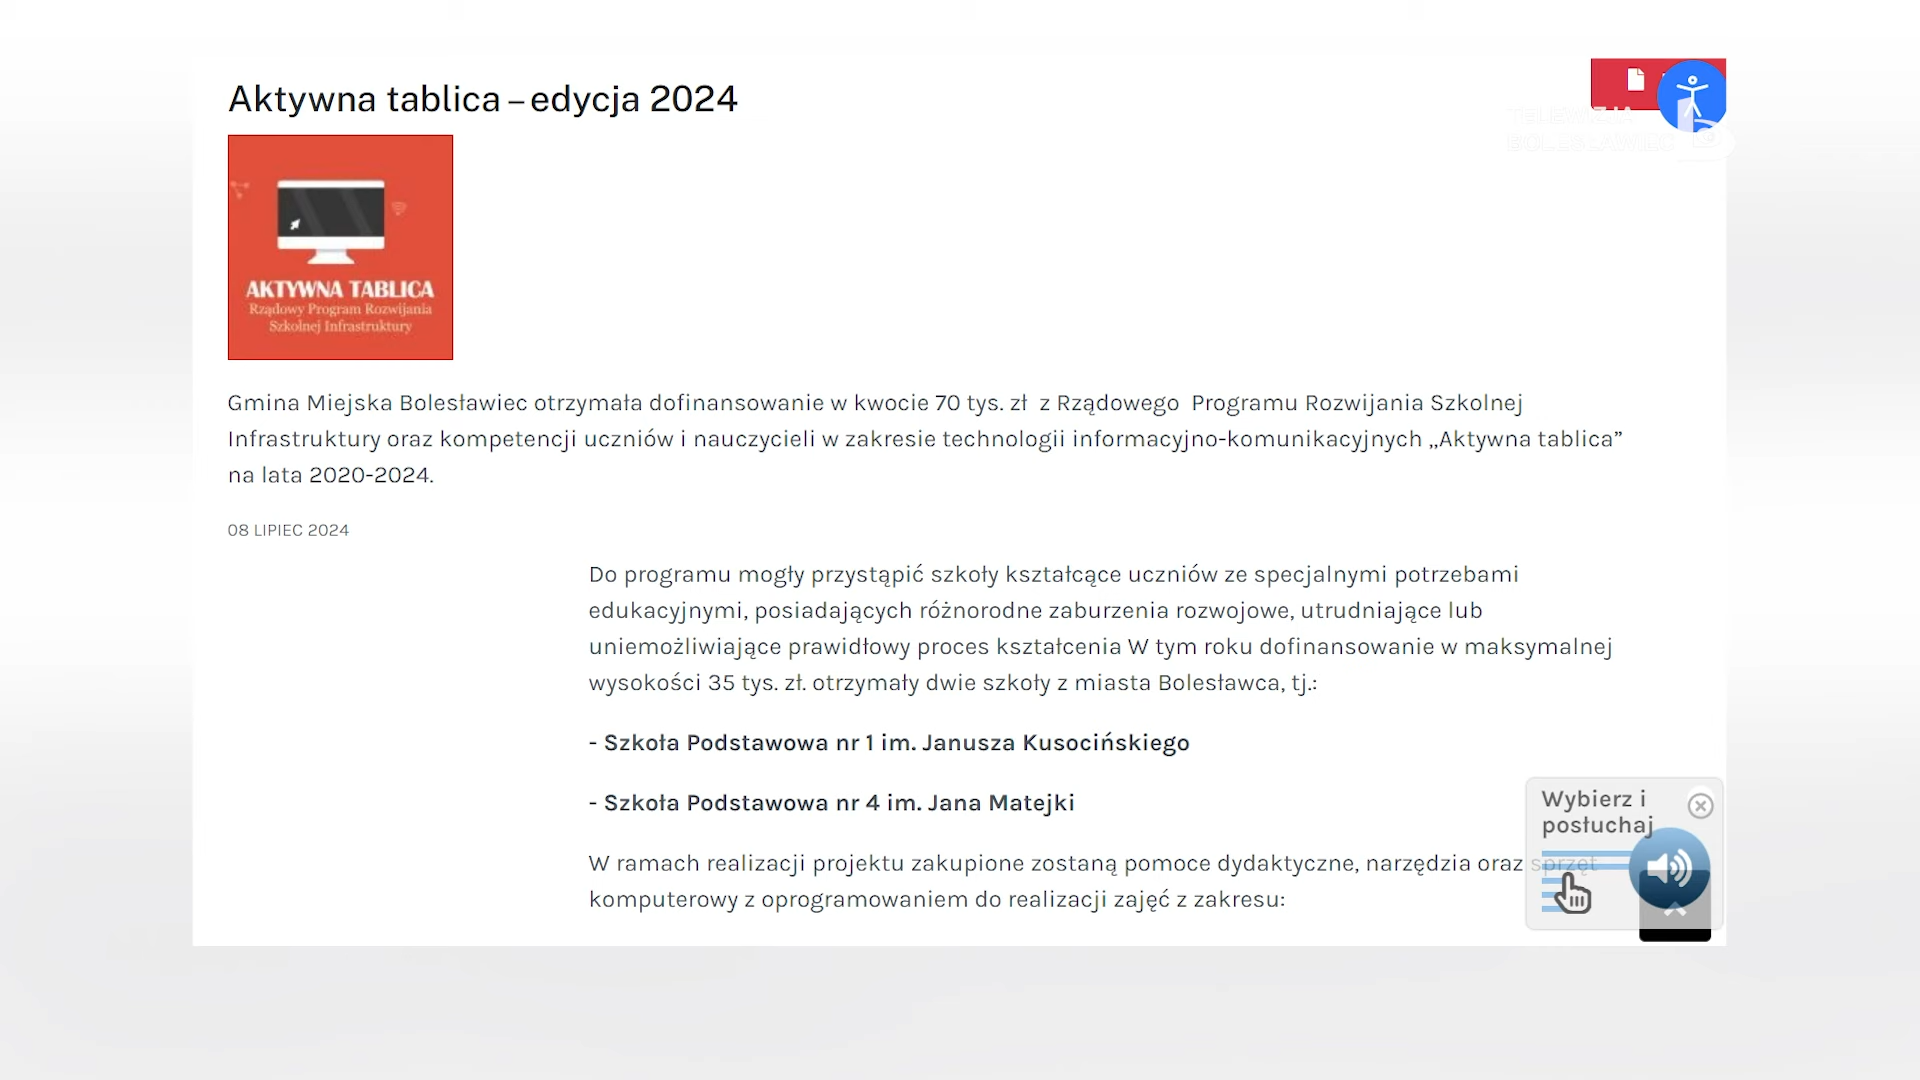 Aktywna tablica – edycja 2024
TELEWIZJA
BOLESŁAWIEC
AKTYWNA TABLICA
Rządowy Program Rozwijania
Szkolnej Infrastruktury
Gmina Miejska Bolesławiec otrzymała dofinansowanie w kwocie 70 tys. zł z Rządowego Programu Rozwijania Szkolnej
Infrastruktury oraz kompetencji uczniów i nauczycieli w zakresie technologii informacyjno-komunikacyjnych „Aktywna tablica”
na lata 2020-2024.
08 LIPIEC 2024
Do programu mogły przystąpić szkoły kształcące uczniów ze specjalnymi potrzebami
edukacyjnymi, posiadających różnorodne zaburzenia rozwojowe, utrudniające lub
uniemożliwiające prawidłowy proces kształcenia W tym roku dofinansowanie w maksymalnej
wysokości 35 tys. zł. otrzymały dwie szkoły z miasta Bolesławca, tj.:
- Szkoła Podstawowa nr 1 im. Janusza Kusocińskiego
- Szkoła Podstawowa nr 4 im. Jana Matejki
W ramach realizacji projektu zakupione zostaną pomoce dydaktyczne, narzędzia oraz sprzęt
komputerowy z oprogramowaniem do realizacji zajęć z zakresu:
Wybierz i
posłuchaj